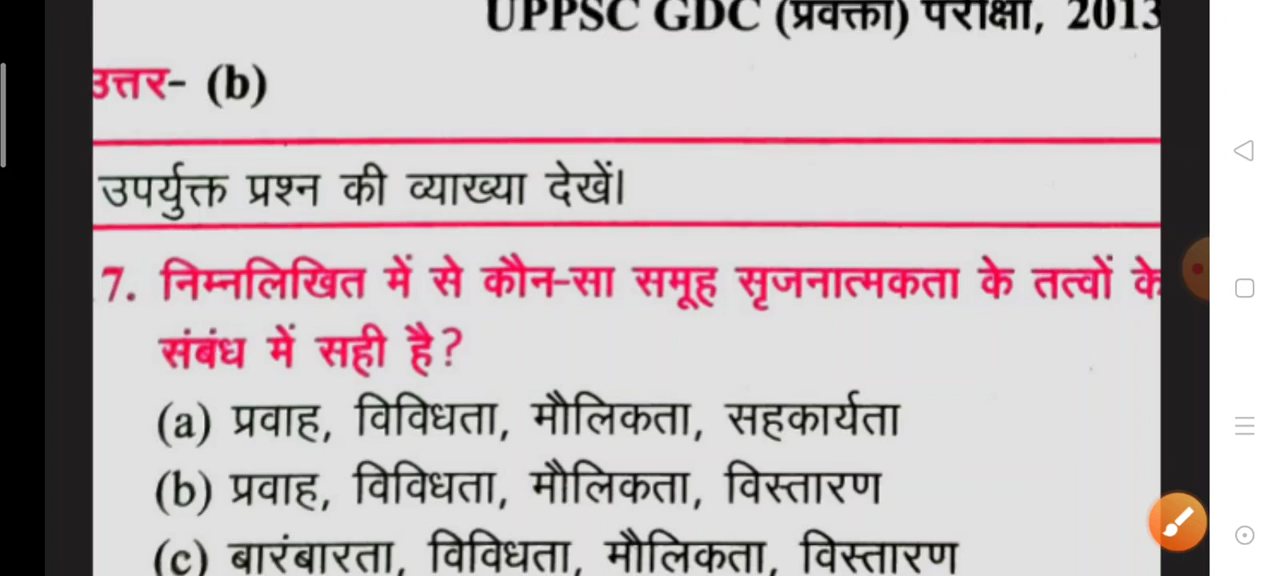 UPPSC GDC (प्रवक्ता) परीक्षा, 2013
उत्तर- (b)
उपर्युक्त प्रश्न की व्याख्या देखें।
7. निम्नलिखित में से कौन-सा समूह सृजनात्मकता के तत्वों के
संबंध में सही है?
(a) प्रवाह, विविधता, मौलिकता, सहकार्यता
(b) प्रवाह, विविधता, मौलिकता, विस्तारण
(c) बारंबारता, विविधता, मौलिकता, विस्तारण